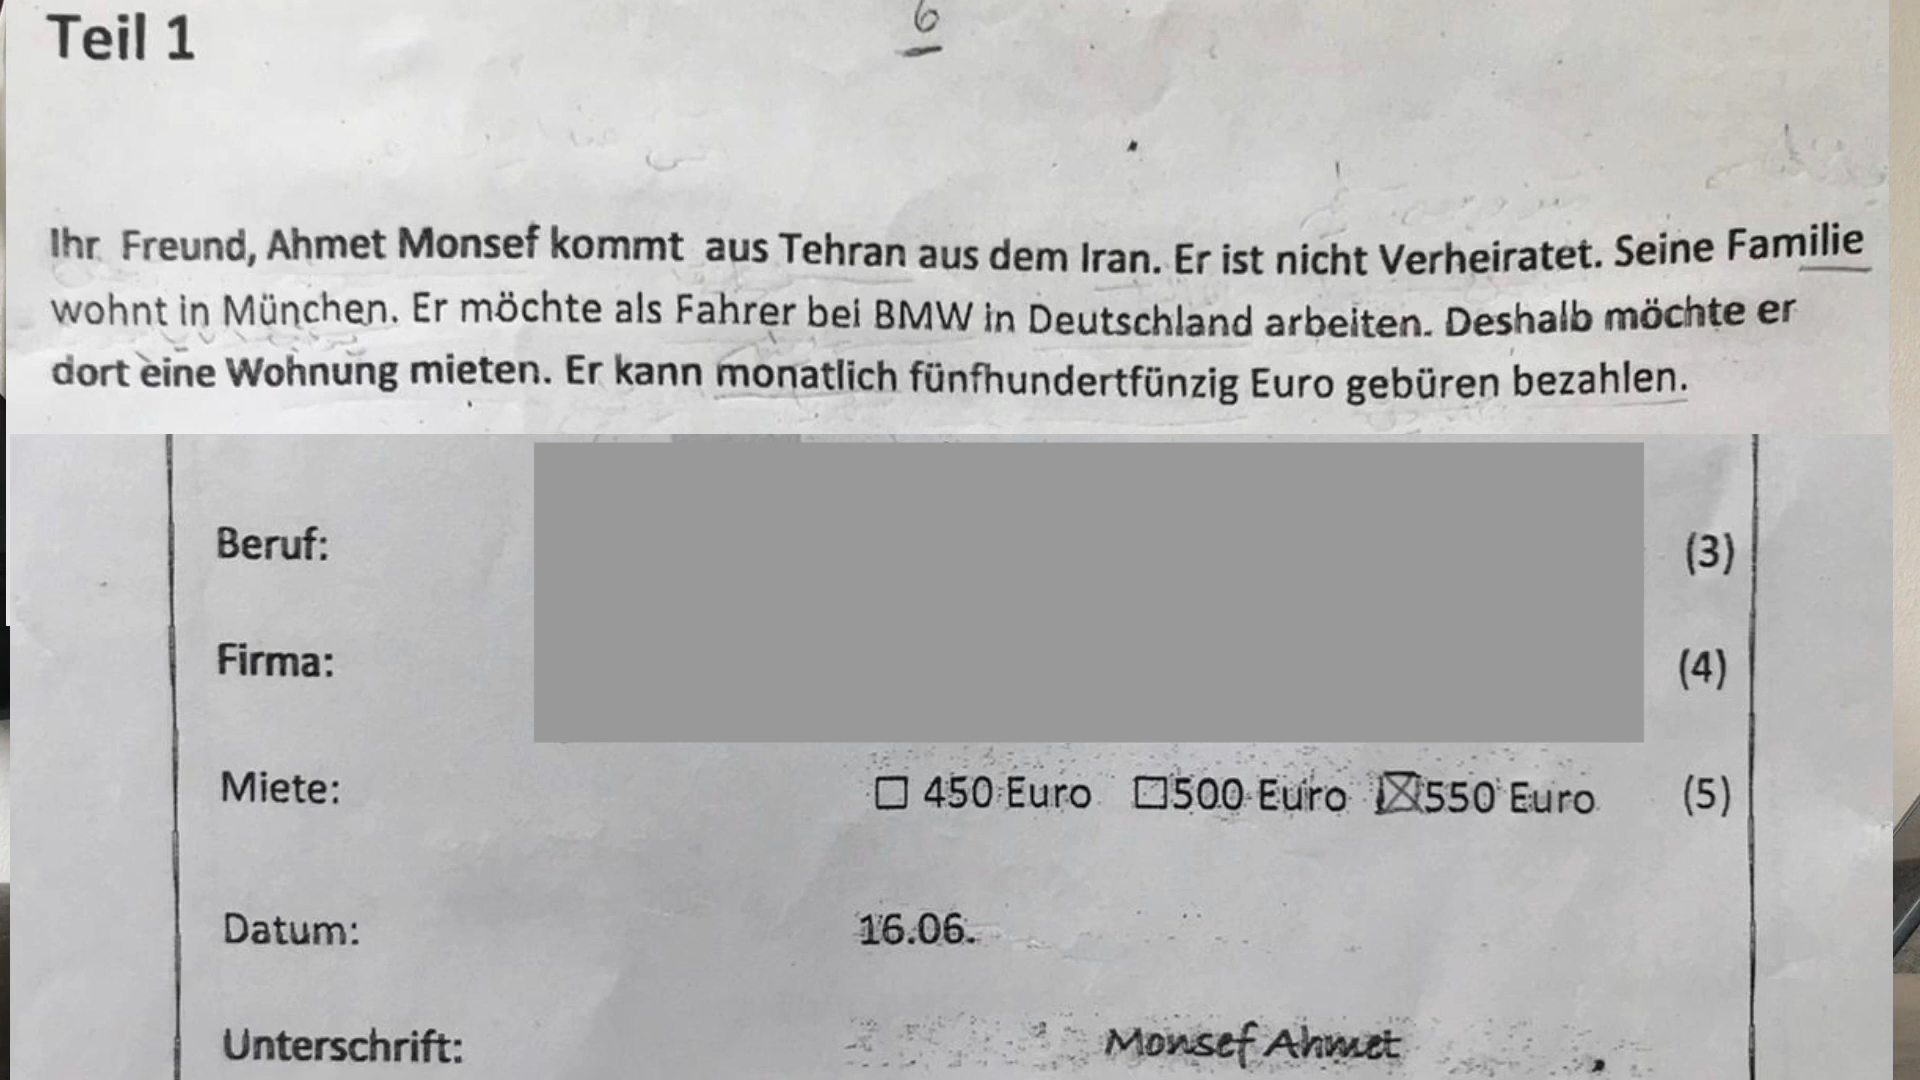 Teil 1
6
Ihr Freund, Ahmet Monsef kommt aus Tehran aus dem Iran. Er ist nicht Verheiratet. Seine Familie
wohnt in München. Er möchte als Fahrer bei BMW in Deutschland arbeiten. Deshalb möchte er
dort eine Wohnung mieten. Er kann monatlich fünfhundertfünzig Euro gebüren bezahlen.
Beruf: (3)
Firma: (4)
Miete: ☐ 450 Euro ☐ 500 Euro ☒ 550 Euro (5)
Datum: 16.06.
Unterschrift: Monsef Ahmet